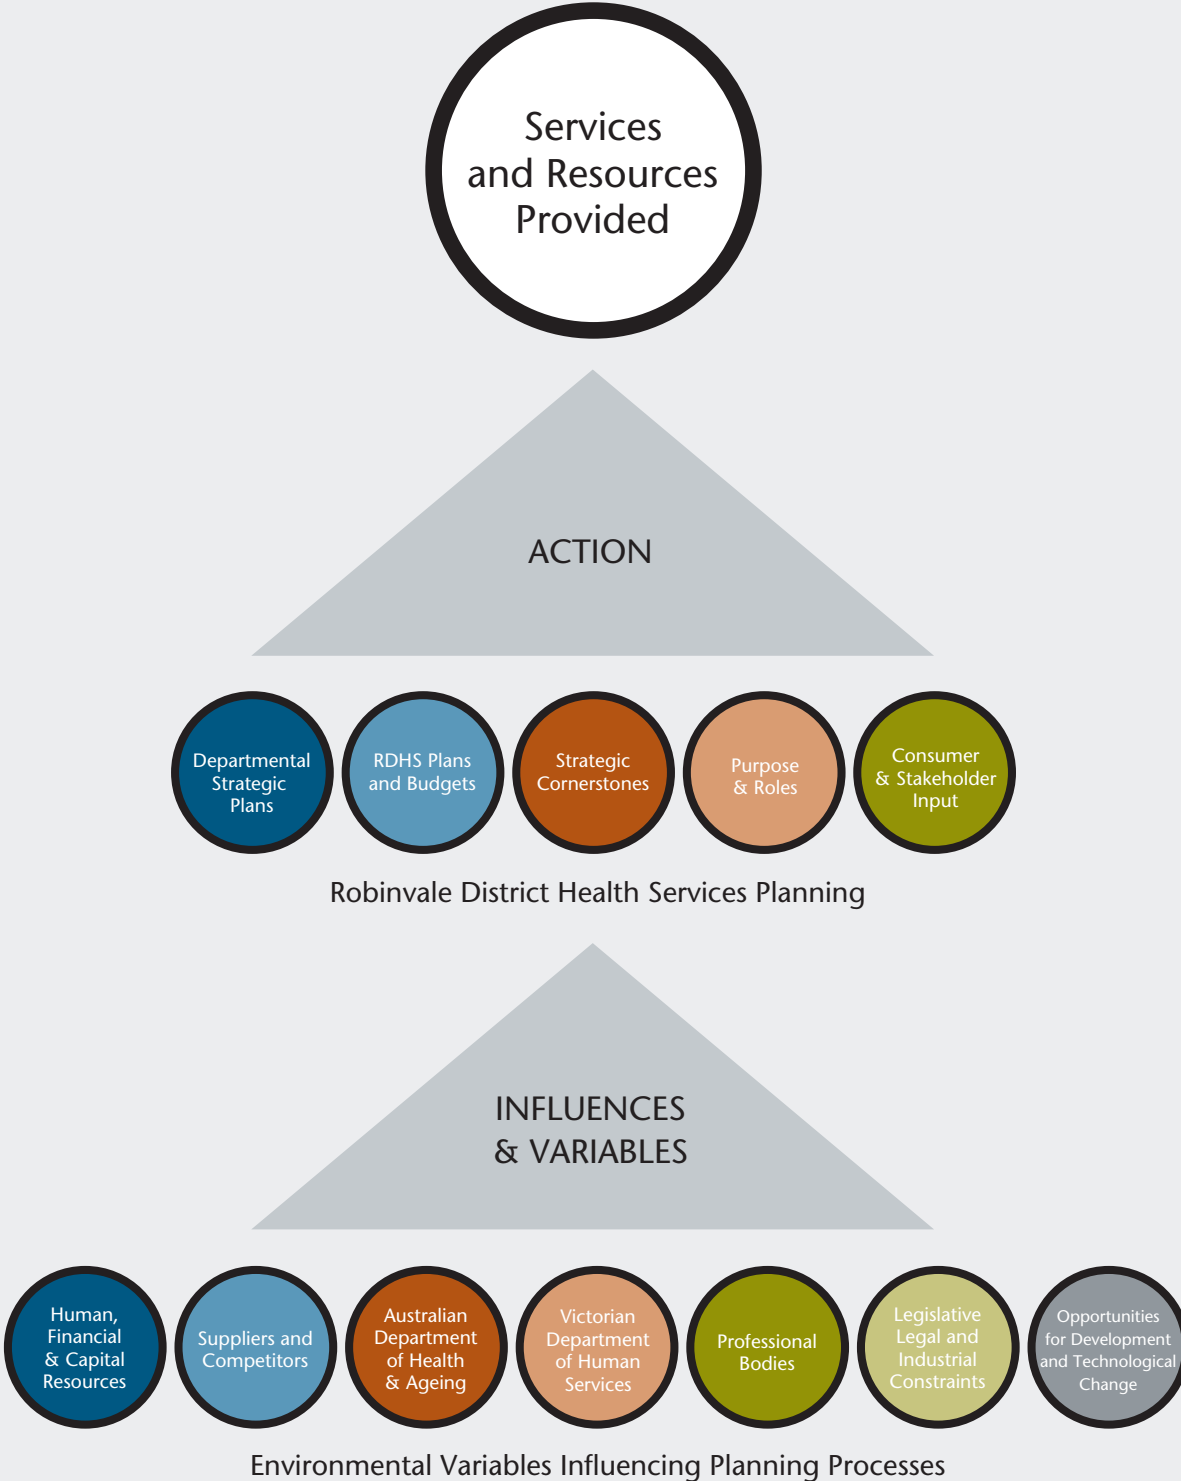 Services
and Resources
Provided
ACTION
Departmental
Strategic
Plans
RDHS Plans
and Budgets
Strategic
Cornerstones
Purpose
& Roles
Consumer
& Stakeholder
Input
Robinvale District Health Services Planning
INFLUENCES
& VARIABLES
Human,
Financial
& Capital
Resources
Suppliers and
Competitors
Australian
Department
of Health
& Ageing
Victorian
Department
of Human
Services
Professional
Bodies
Legislative
Legal and
Industrial
Constraints
Opportunities
for Development
and Technological
Change
Environmental Variables Influencing Planning Processes